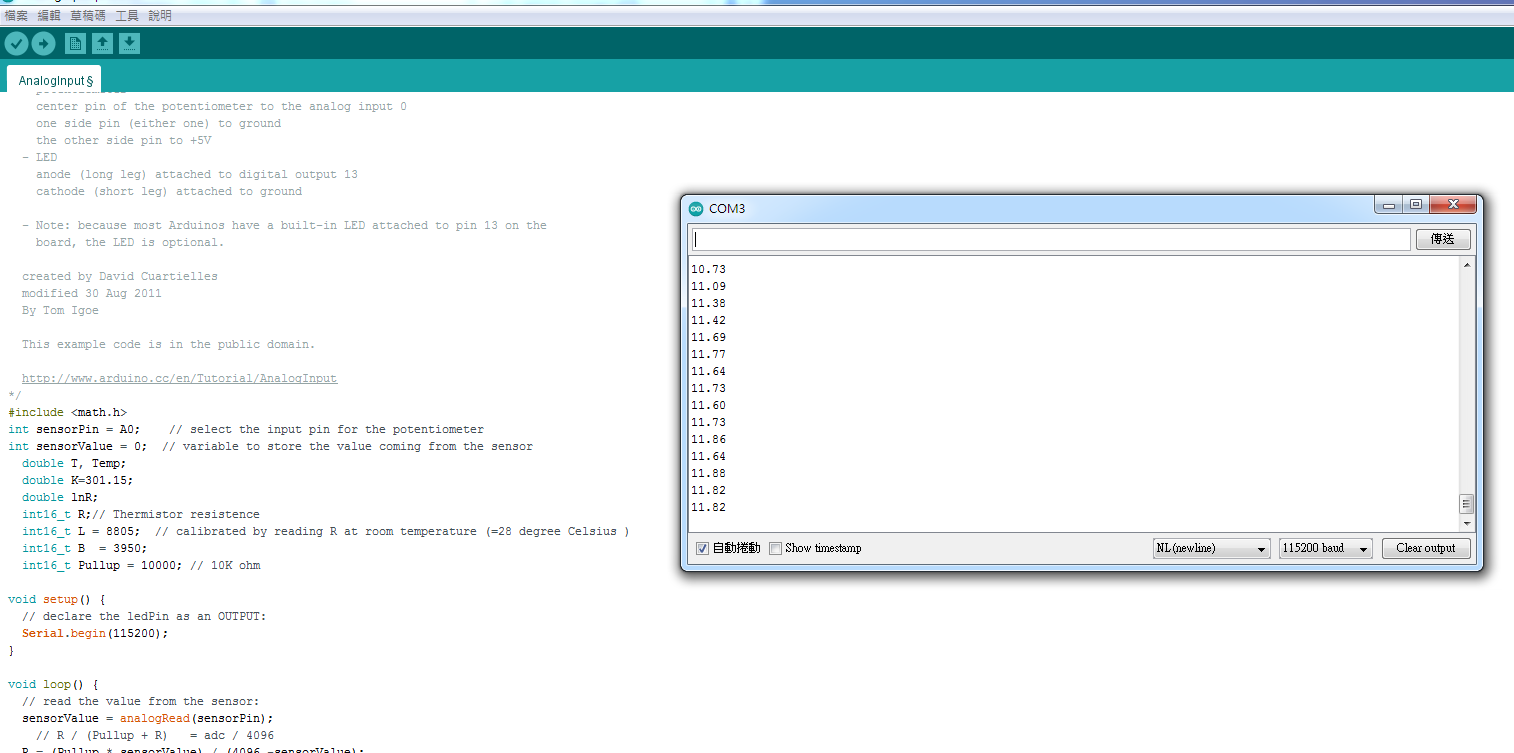 檔案 編輯 草稿碼 工具 說明
AnalogInput §
center pin of the potentiometer to the analog input 0
one side pin (either one) to ground
the other side pin to +5V
- LED
anode (long leg) attached to digital output 13
cathode (short leg) attached to ground
- Note: because most Arduinos have a built-in LED attached to pin 13 on the
board, the LED is optional.
created by David Cuartielles
modified 30 Aug 2011
By Tom Igoe
This example code is in the public domain.
http://www.arduino.cc/en/Tutorial/AnalogInput
*/
#include <math.h>
int sensorPin = A0;    // select the input pin for the potentiometer
int sensorValue = 0;  // variable to store the value coming from the sensor
double T, Temp;
double K=301.15;
double lnR;
int16_t R;// Thermistor resistence
int16_t L = 8805;  // calibrated by reading R at room temperature (=28 degree Celsius )
int16_t B  = 3950;
int16_t Pullup = 10000; // 10K ohm
void setup() {
// declare the ledPin as an OUTPUT:
Serial.begin(115200);
}
void loop() {
// read the value from the sensor:
sensorValue = analogRead(sensorPin);
// R / (Pullup + R)   = adc / 4096
R = (Pullup * sensorValue) / (4096 -sensorValue);
COM3
傳送
10.73
11.09
11.38
11.42
11.69
11.77
11.64
11.73
11.60
11.73
11.86
11.64
11.88
11.82
11.82
自動捲動 Show timestamp NL(newline) 115200 baud Clear output